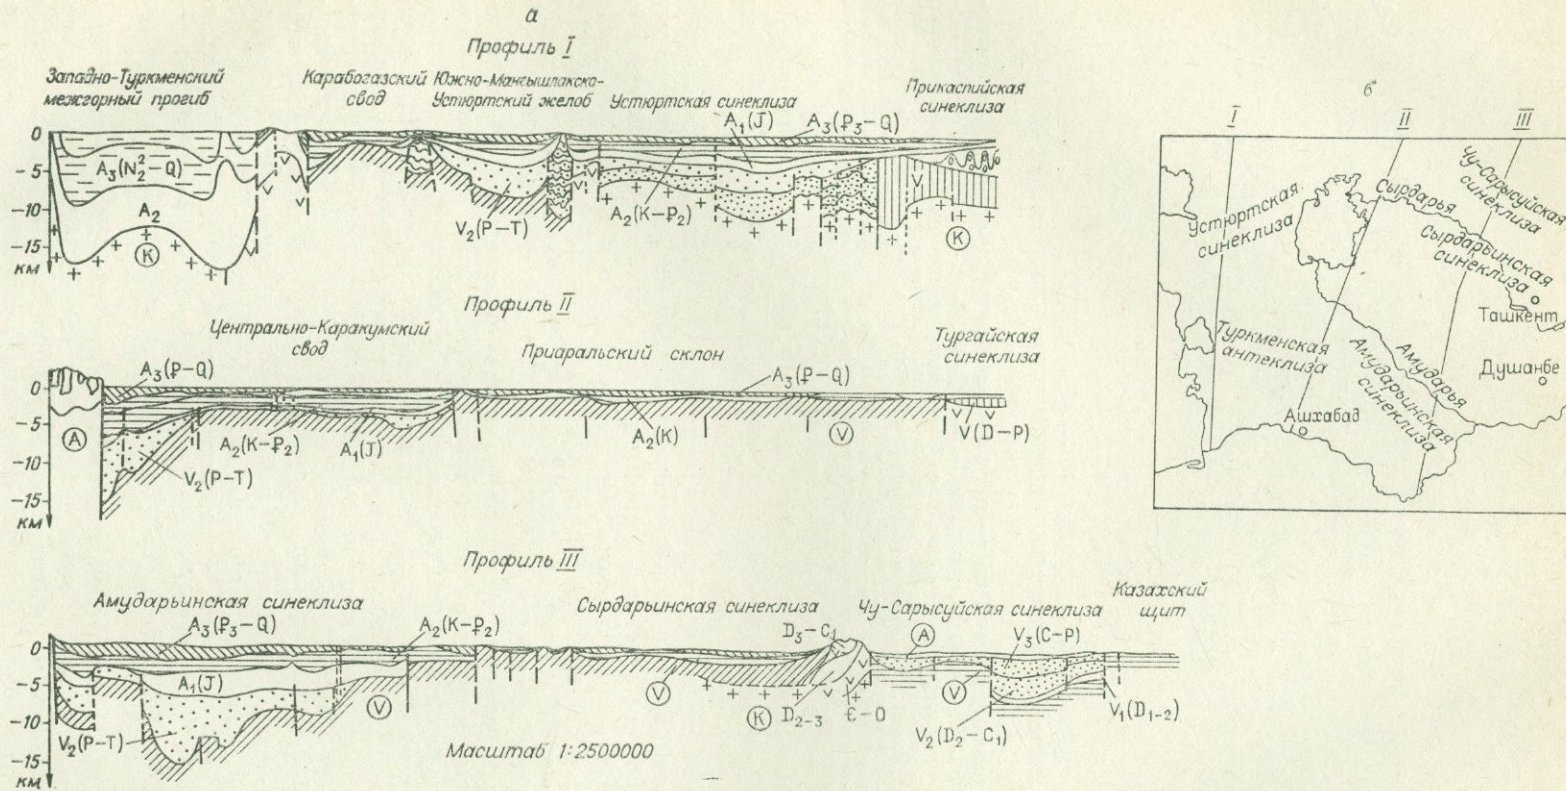 а
Профиль I
Западно-Туркменский
межгорный прогиб
Карабогазский
свод
Южно-Мангышлакско-
Устюртский желоб
Устюртская синеклиза
Прикаспийская
синеклиза
A₁(J)
A₃(₽₃-Q)
0
-5
-10
-15
км
A₃(N₂²-Q)
A₂
K
V₂(P-T)
A₂(K-₽₂)
K
Профиль II
Центрально-Каракумский
свод
Приаральский склон
Тургайская
синеклиза
A₃(₽-Q)
A₃(₽-Q)
0
-5
-10
-15
км
A
A₂(K-₽₂)
A₁(J)
A₂(K)
V
V(D-P)
V₂(P-T)
Профиль III
Амударьинская синеклиза
Сырдарьинская синеклиза
Чу-Сарысуйская синеклиза
Казахский
щит
A₃(₽₃-Q)
A₂(K-₽₂)
D₃-C₁
A
V₃(C-P)
0
-5
-10
-15
км
A₁(J)
V
V
V
K
D₂₋₃
Є-O
V₁(D₁₋₂)
V₂(P-T)
V₂(D₂-C₁)
Масштаб 1:2500000
б
I
II
III
Устюртская
синеклиза
Сырдарья
Чу-Сарысуйская
синеклиза
Сырдарьинская
синеклиза
Ташкент
Туркменская
антеклиза
Амударья
Амударьинская
синеклиза
Душанбе
Ашхабад